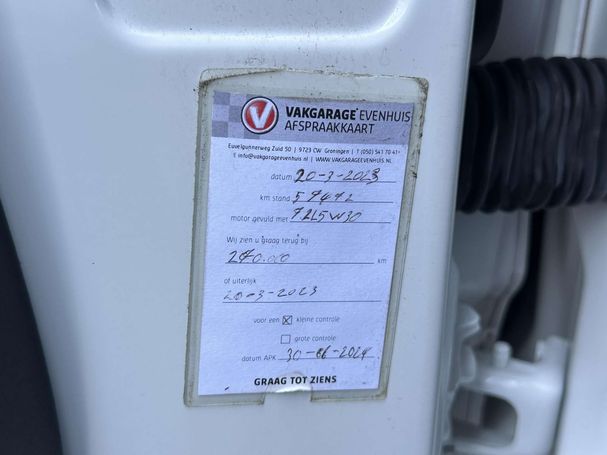 VAKGARAGE EVENHUIS
AFSPRAAKKAART
Euvelgunnerweg Zuid 50 | 9723 CW Groningen | T (050) 541 70 41
E info@vakgarageevenhuis.nl | WWW.VAKGARAGEEVENHUIS.NL
datum 20-3-2023
km stand
motor gevuld met 7.2L5W30
Wij zien u graag terug bij
km
of uiterlijk
20-3-2023
voor een kleine controle
grote controle
datum APK 30-06-2024
GRAAG TOT ZIENS